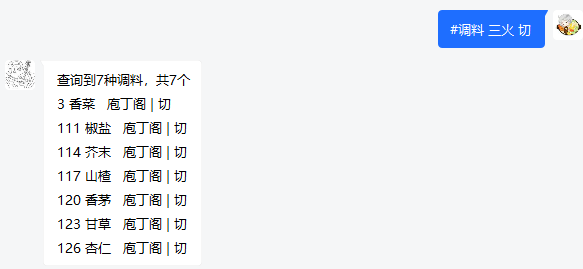 #调料 三火 切
查询到7种调料，共7个
3 香菜 庖丁阁 | 切
111 椒盐 庖丁阁 | 切
114 芥末 庖丁阁 | 切
117 山楂 庖丁阁 | 切
120 香茅 庖丁阁 | 切
123 甘草 庖丁阁 | 切
126 杏仁 庖丁阁 | 切